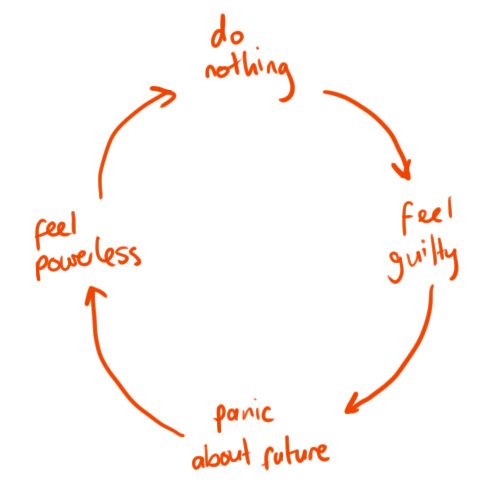 do
nothing
feel
guilty
panic
about future
feel
powerless